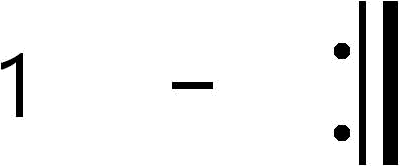 1 – 𝄇